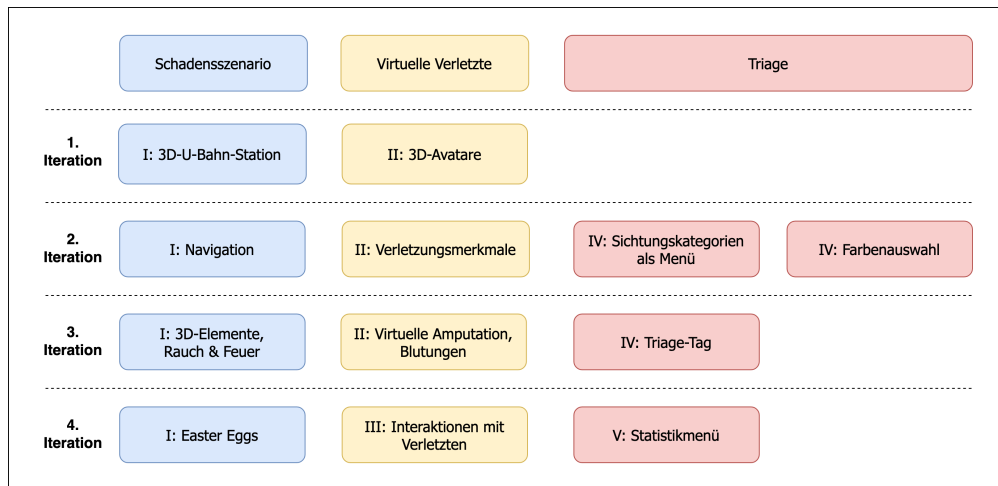 Schadensszenario
Virtuelle Verletzte
Triage
1.
Iteration
I: 3D-U-Bahn-Station
II: 3D-Avatare
2.
Iteration
I: Navigation
II: Verletzungsmerkmale
IV: Sichtungskategorien
als Menü
IV: Farbenauswahl
3.
Iteration
I: 3D-Elemente,
Rauch & Feuer
II: Virtuelle Amputation,
Blutungen
IV: Triage-Tag
4.
Iteration
I: Easter Eggs
III: Interaktionen mit
Verletzten
V: Statistikmenü